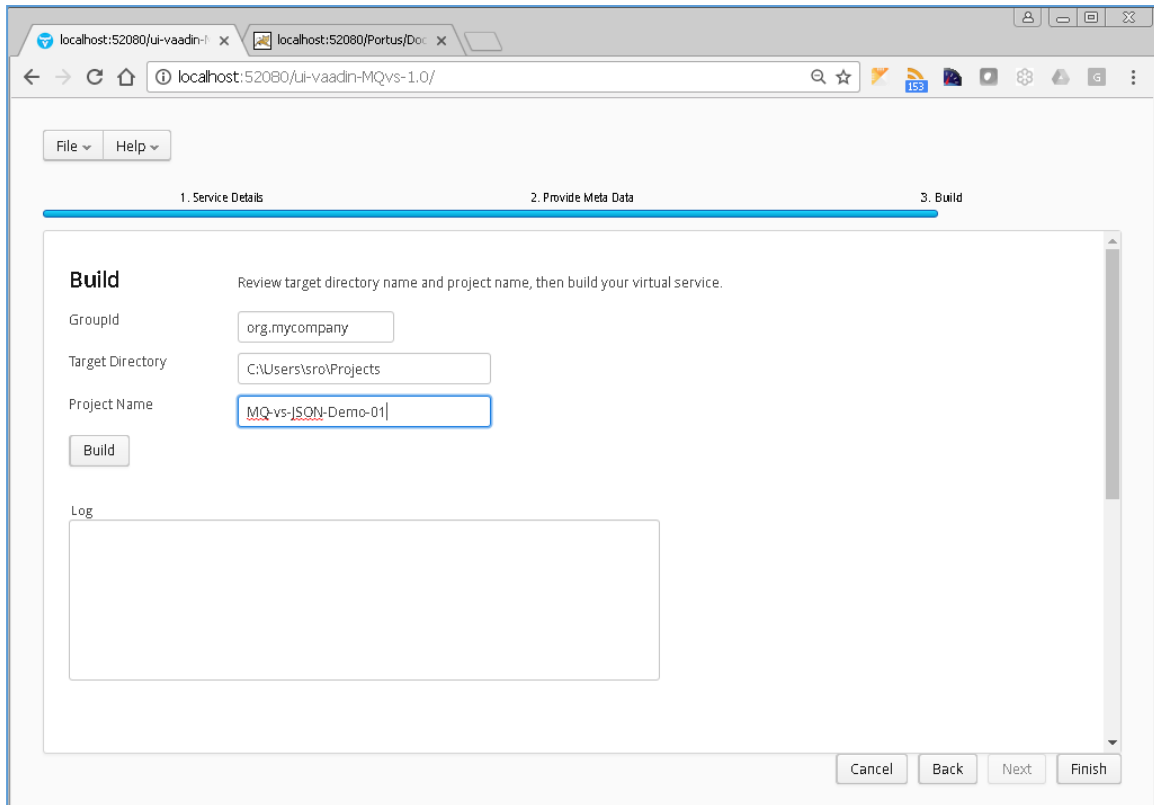 localhost:52080/ui-vaadin-M
localhost:52080/Portus/Doc
localhost:52080/ui-vaadin-MQvs-1.0/
153
G
File
Help
1. Service Details
2. Provide Meta Data
3. Build
Build
Review target directory name and project name, then build your virtual service.
GroupId
org.mycompany
Target Directory
C:\Users\sro\Projects
Project Name
MQ-vs-JSON-Demo-01
Build
Log
Cancel
Back
Next
Finish